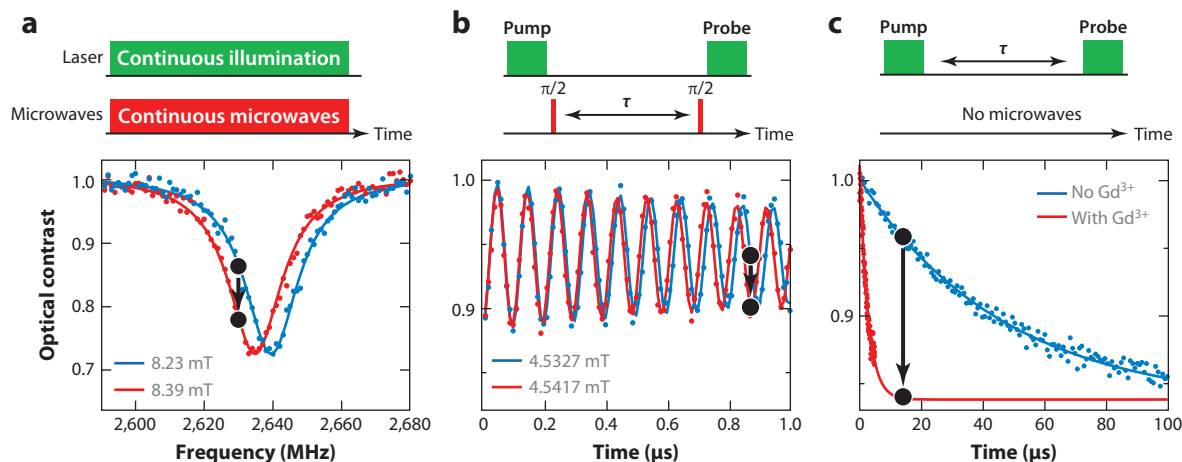 a
Laser
Continuous illumination
Microwaves
Continuous microwaves
Time
Optical contrast
1.0
0.9
0.8
0.7
8.23 mT
8.39 mT
2,600
2,620
2,640
2,660
2,680
Frequency (MHz)
b
Pump
Probe
π/2
π/2
τ
Time
1.0
0.9
4.5327 mT
4.5417 mT
0
0.2
0.4
0.6
0.8
1.0
Time (μs)
c
Pump
Probe
τ
No microwaves
Time
1.0
0.9
No Gd³⁺
With Gd³⁺
0
20
40
60
80
100
Time (μs)